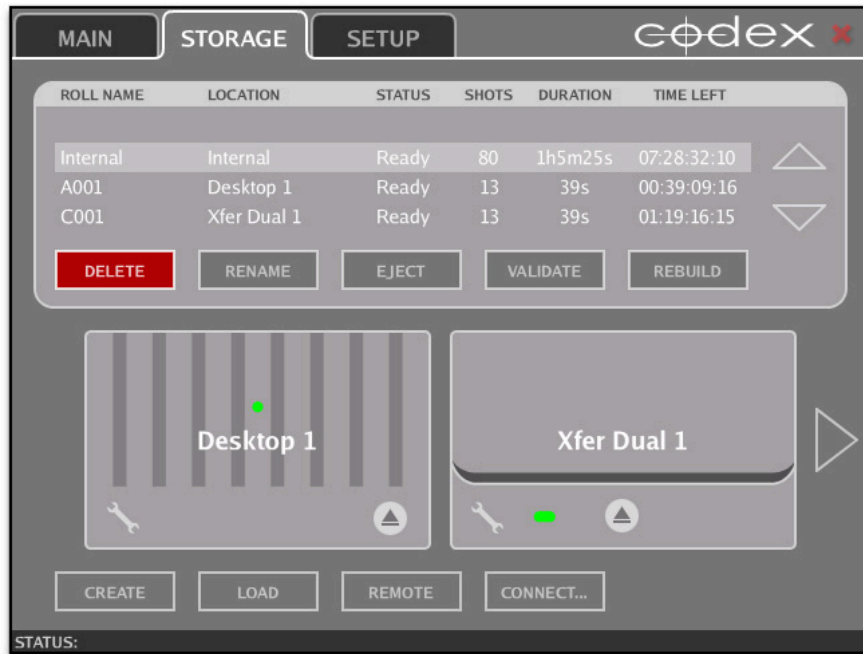 MAIN STORAGE SETUP codex
ROLL NAME LOCATION STATUS SHOTS DURATION TIME LEFT
Internal Internal Ready 80 1h5m25s 07:28:32:10
A001 Desktop 1 Ready 13 39s 00:39:09:16
C001 Xfer Dual 1 Ready 13 39s 01:19:16:15
DELETE RENAME EJECT VALIDATE REBUILD
Desktop 1 Xfer Dual 1
CREATE LOAD REMOTE CONNECT...
STATUS: